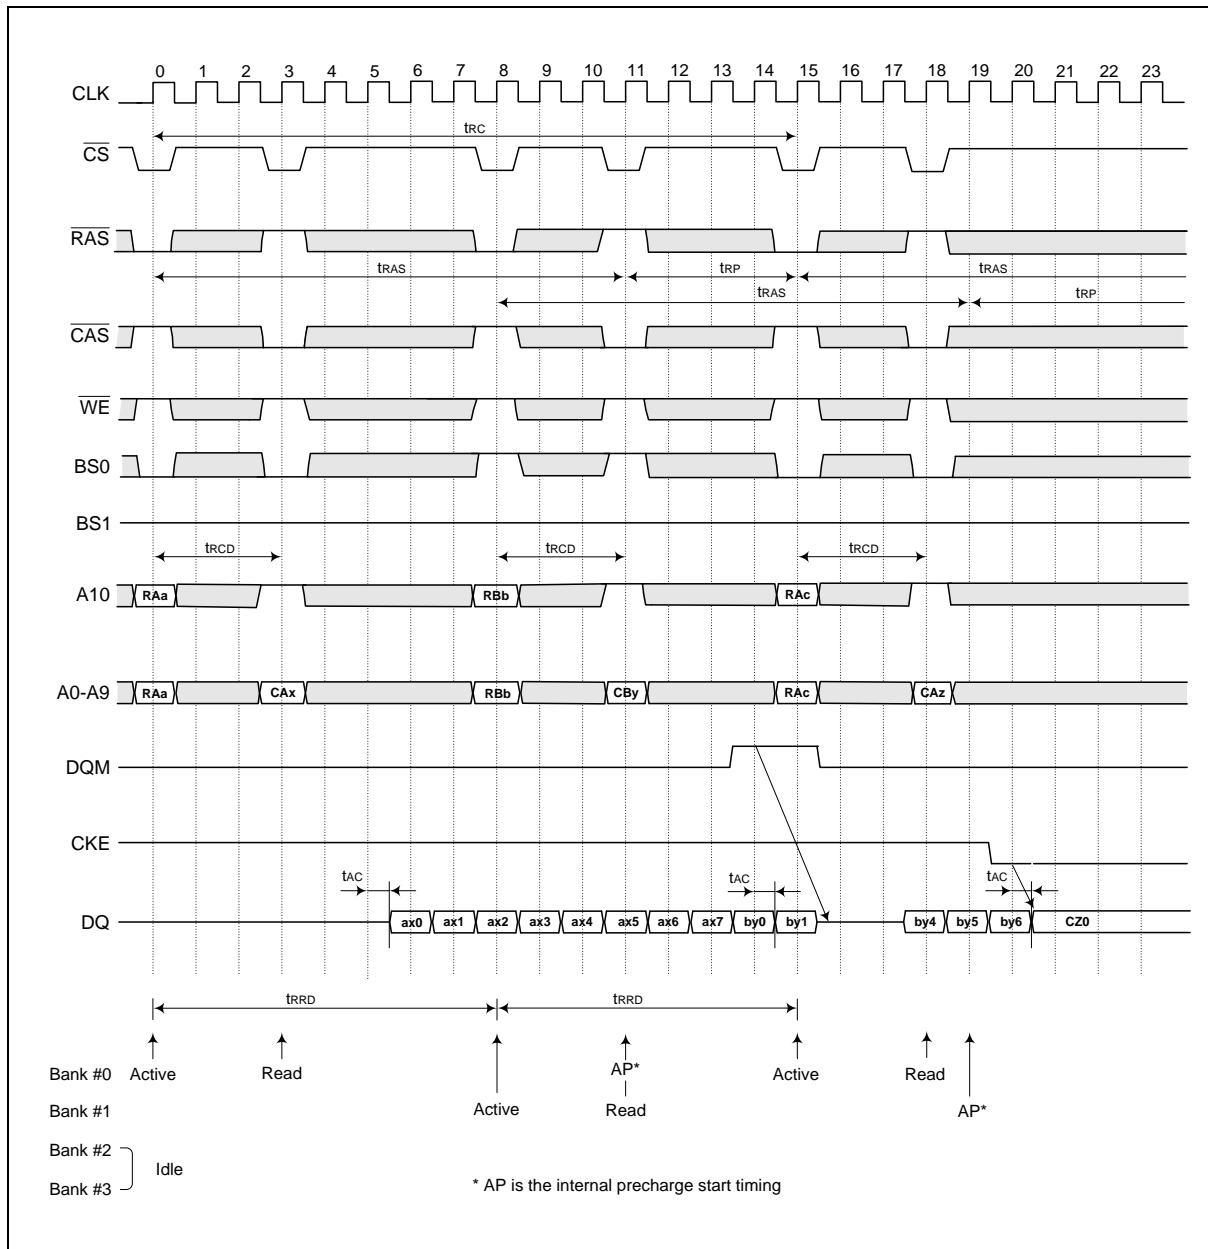 0 1 2 3 4 5 6 7 8 9 10 11 12 13 14 15 16 17 18 19 20 21 22 23
CLK
tRC
CS
RAS
tRAS tRP tRAS
tRAS tRP
CAS
WE
BS0
BS1
tRCD tRCD tRCD
A10 RAa RBb RAc
A0-A9 RAa CAx RBb CBy RAc CAz
DQM
CKE
tAC tAC tAC
DQ ax0 ax1 ax2 ax3 ax4 ax5 ax6 ax7 by0 by1 by4 by5 by6 CZ0
tRRD tRRD
Bank #0 Active Read AP* Active Read
Bank #1 Active Read AP*
Bank #2
Idle
Bank #3
* AP is the internal precharge start timing